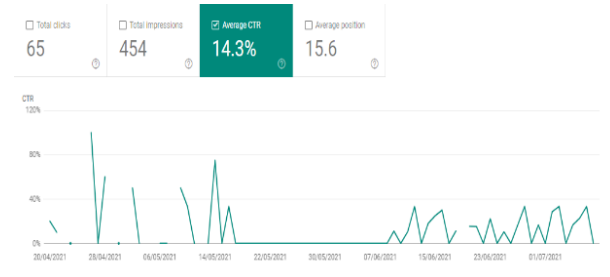 Total clicks
65
Total impressions
454
Average CTR
14.3%
Average position
15.6
CTR
120%
80%
40%
0%
20/04/2021 28/04/2021 06/05/2021 14/05/2021 22/05/2021 30/05/2021 07/06/2021 15/06/2021 23/06/2021 01/07/2021